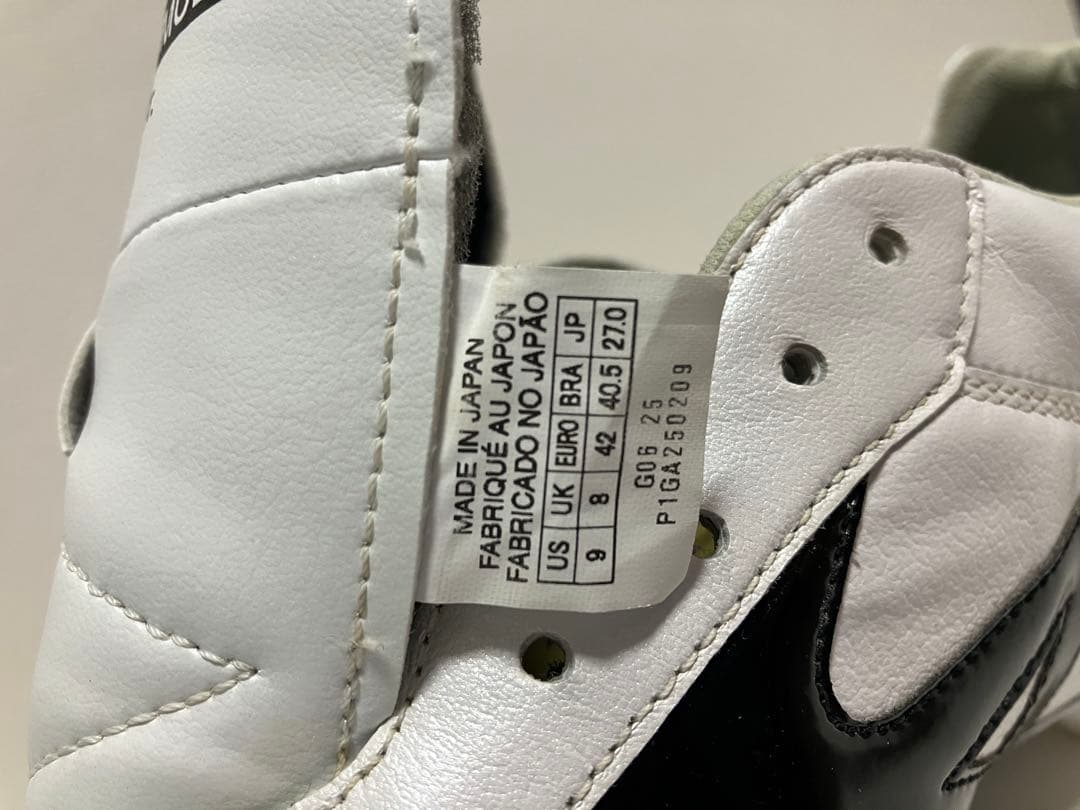 MADE IN JAPAN
FABRIQUÉ AU JAPON
FABRICADO NO JAPÃO
US UK EURO BRA JP
9 8 42 40.5 27.0
G06 25
P1GA250209